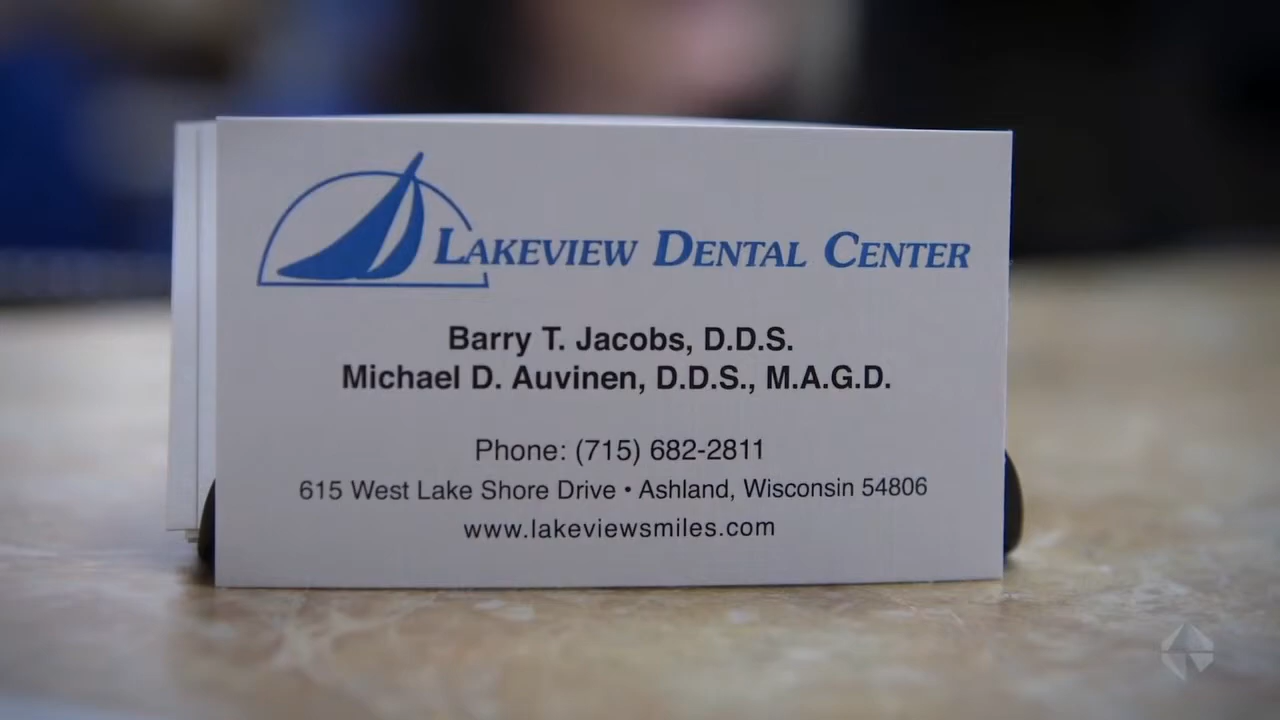 LAKEVIEW DENTAL CENTER
Barry T. Jacobs, D.D.S.
Michael D. Auvinen, D.D.S., M.A.G.D.
Phone: (715) 682-2811
615 West Lake Shore Drive • Ashland, Wisconsin 54806
www.lakeviewsmiles.com